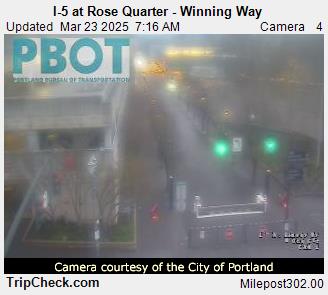 I-5 at Rose Quarter - Winning Way
Updated Mar 23 2025 7:16 AM Camera 4
PBOT
PORTLAND BUREAU OF TRANSPORTATION
Camera courtesy of the City of Portland
TripCheck.com Milepost302.00